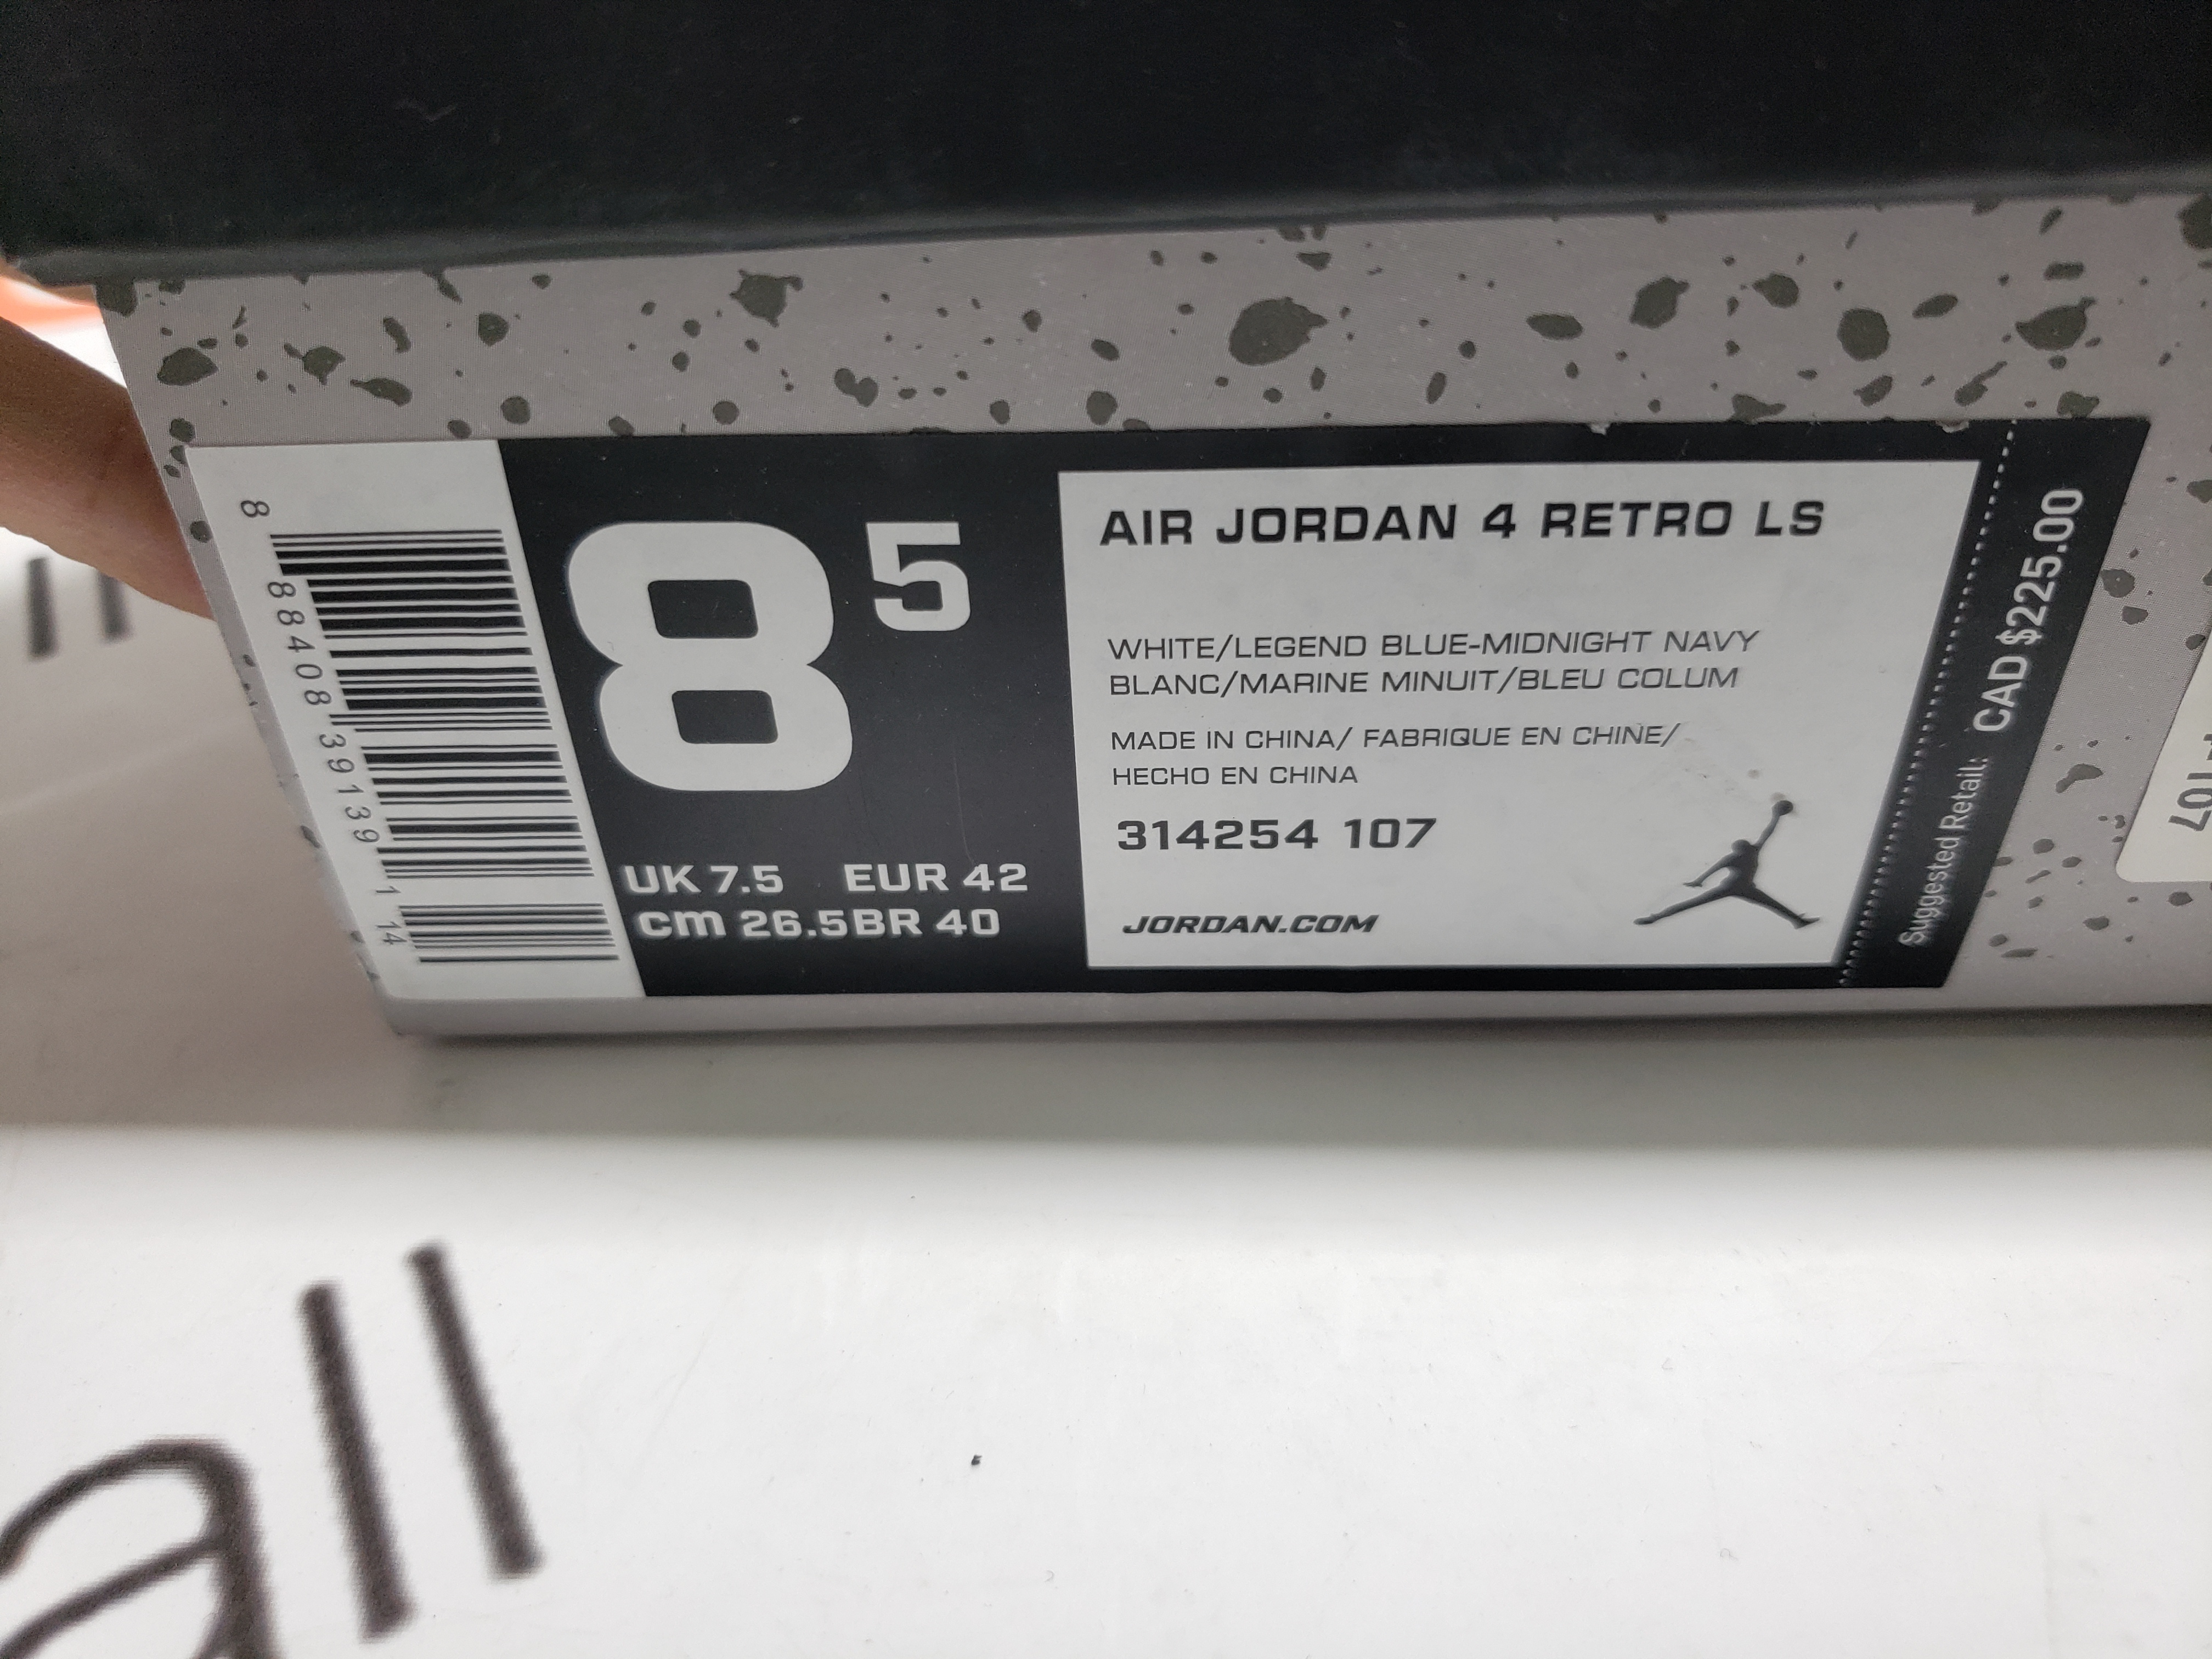 8 88408 39139 1 14
8 5
UK 7.5 EUR 42
cm 26.5 BR 40
AIR JORDAN 4 RETRO LS
WHITE/LEGEND BLUE-MIDNIGHT NAVY
BLANC/MARINE MINUIT/BLEU COLUM
MADE IN CHINA/ FABRIQUE EN CHINE/
HECHO EN CHINA
314254 107
JORDAN.COM
Suggested Retail: CAD $225.00
all